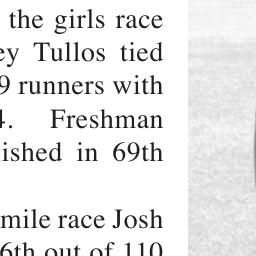 the girls race
ey Tullos tied
9 runners with
4. Freshman
ished in 69th
mile race Josh
6th out of 110